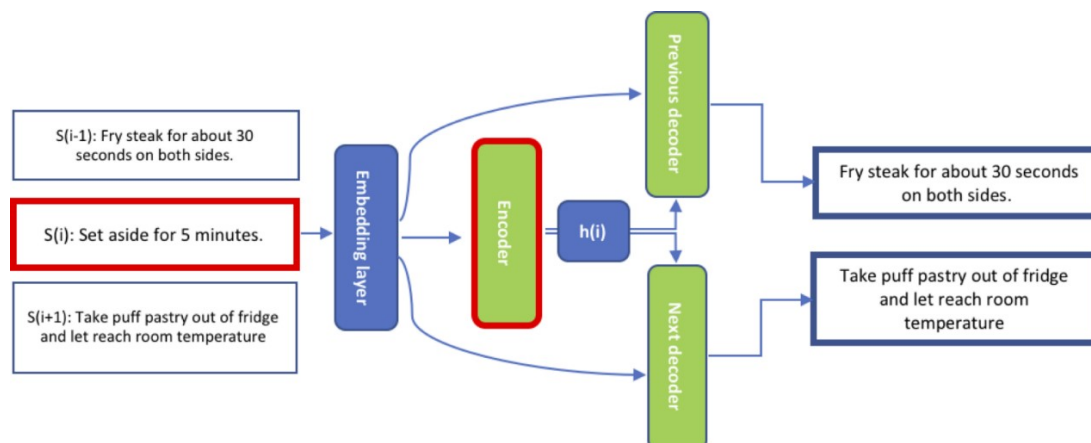 S(i-1): Fry steak for about 30
seconds on both sides.
S(i): Set aside for 5 minutes.
S(i+1): Take puff pastry out of fridge
and let reach room temperature
Embedding layer
Encoder
h(i)
Previous decoder
Next decoder
Fry steak for about 30 seconds
on both sides.
Take puff pastry out of fridge
and let reach room
temperature